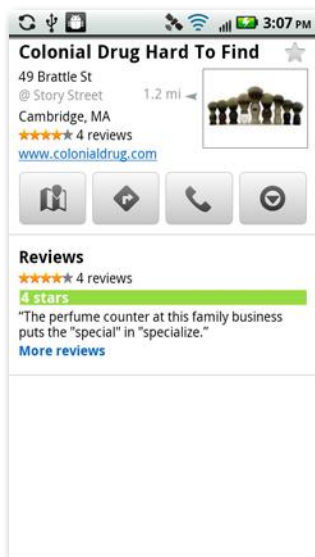 3:07 PM
Colonial Drug Hard To Find
49 Brattle St
@ Story Street 1.2 mi
Cambridge, MA
4 reviews
www.colonialdrug.com
Reviews
4 reviews
4 stars
“The perfume counter at this family business
puts the "special" in "specialize.”
More reviews